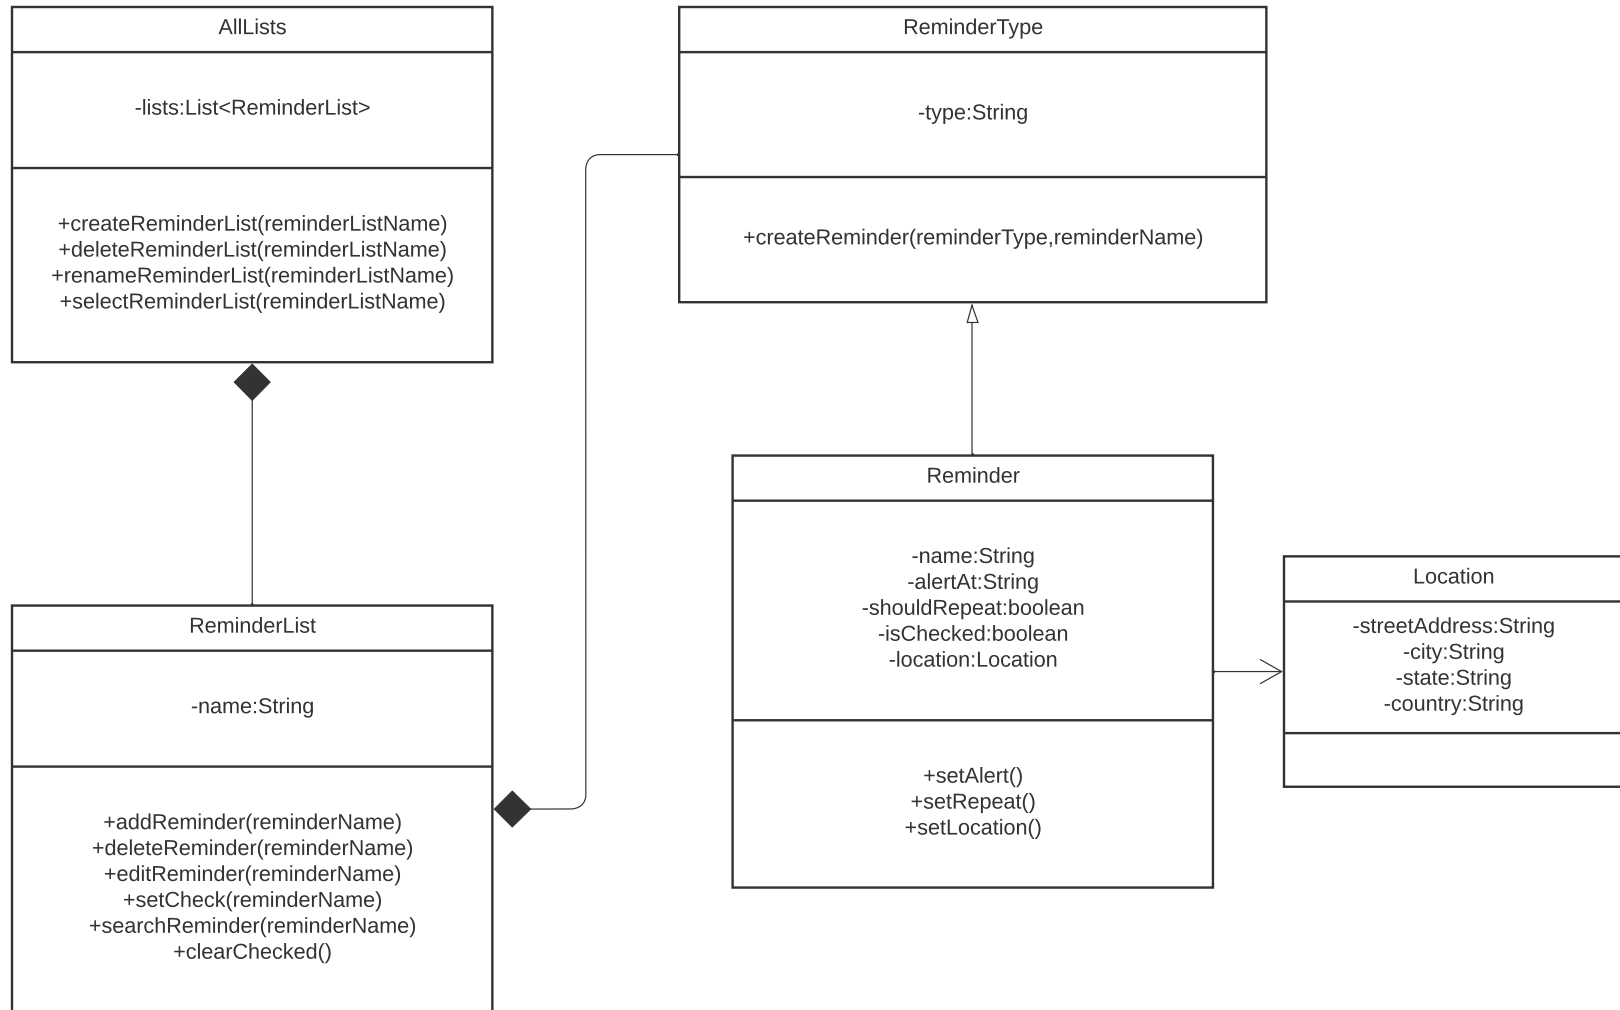 AllLists
-lists:List<ReminderList>
+createReminderList(reminderListName)
+deleteReminderList(reminderListName)
+renameReminderList(reminderListName)
+selectReminderList(reminderListName)
ReminderType
-type:String
+createReminder(reminderType,reminderName)
ReminderList
-name:String
+addReminder(reminderName)
+deleteReminder(reminderName)
+editReminder(reminderName)
+setCheck(reminderName)
+searchReminder(reminderName)
+clearChecked()
Reminder
-name:String
-alertAt:String
-shouldRepeat:boolean
-isChecked:boolean
-location:Location
+setAlert()
+setRepeat()
+setLocation()
Location
-streetAddress:String
-city:String
-state:String
-country:String